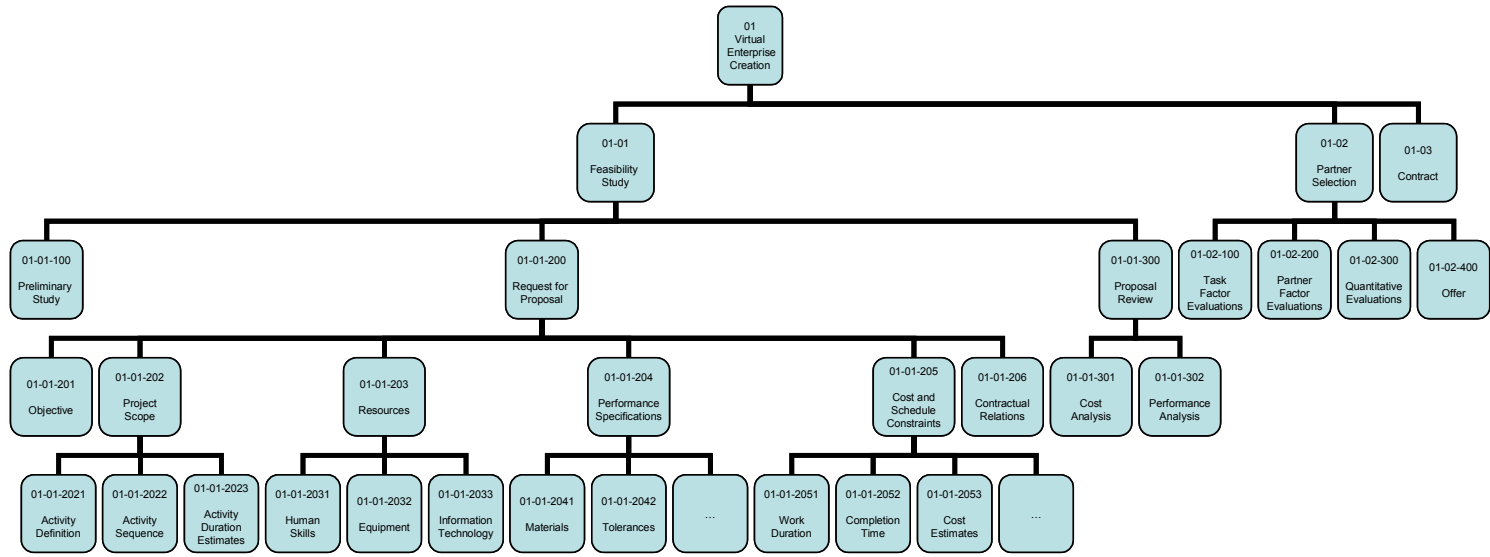 01
Virtual
Enterprise
Creation
01-01
Feasibility
Study
01-02
Partner
Selection
01-03
Contract
01-01-100
Preliminary
Study
01-01-200
Request for
Proposal
01-01-300
Proposal
Review
01-02-100
Task
Factor
Evaluations
01-02-200
Partner
Factor
Evaluations
01-02-300
Quantitative
Evaluations
01-02-400
Offer
01-01-201
Objective
01-01-202
Project
Scope
01-01-203
Resources
01-01-204
Performance
Specifications
01-01-205
Cost and
Schedule
Constraints
01-01-206
Contractual
Relations
01-01-301
Cost
Analysis
01-01-302
Performance
Analysis
01-01-2021
Activity
Definition
01-01-2022
Activity
Sequence
01-01-2023
Activity
Duration
Estimates
01-01-2031
Human
Skills
01-01-2032
Equipment
01-01-2033
Information
Technology
01-01-2041
Materials
01-01-2042
Tolerances
...
01-01-2051
Work
Duration
01-01-2052
Completion
Time
01-01-2053
Cost
Estimates
...